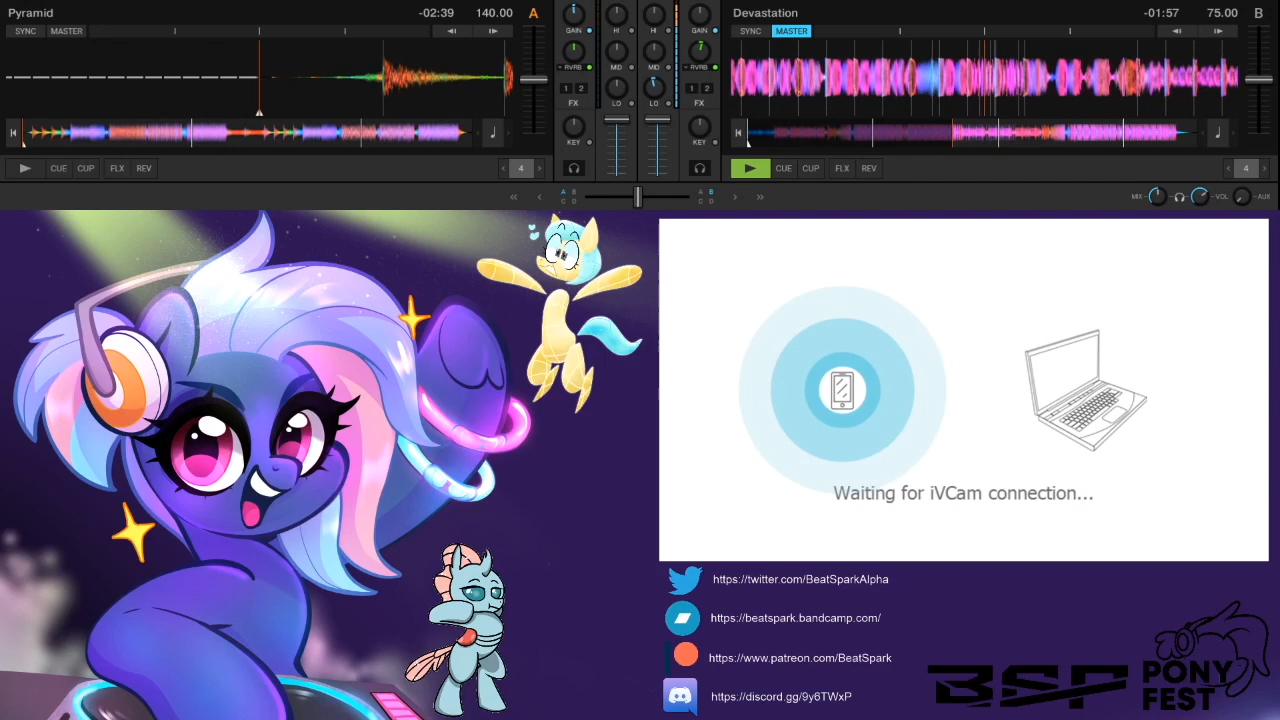 Pyramid -02:39 140.00 A
SYNC MASTER
GAIN HI HI GAIN
RVRB MID MID RVRB
1 2 LO LO 1 2
FX FX
KEY KEY
CUE CUP FLX REV 4
Devastation -01:57 75.00 B
SYNC MASTER
CUE CUP FLX REV 4
A B C D
A B C D
MIX VOL AUX
Waiting for iVCam connection...
https://twitter.com/BeatSparkAlpha
https://beatspark.bandcamp.com/
https://www.patreon.com/BeatSpark
https://discord.gg/9y6TWxP
BSF
PONY
FEST